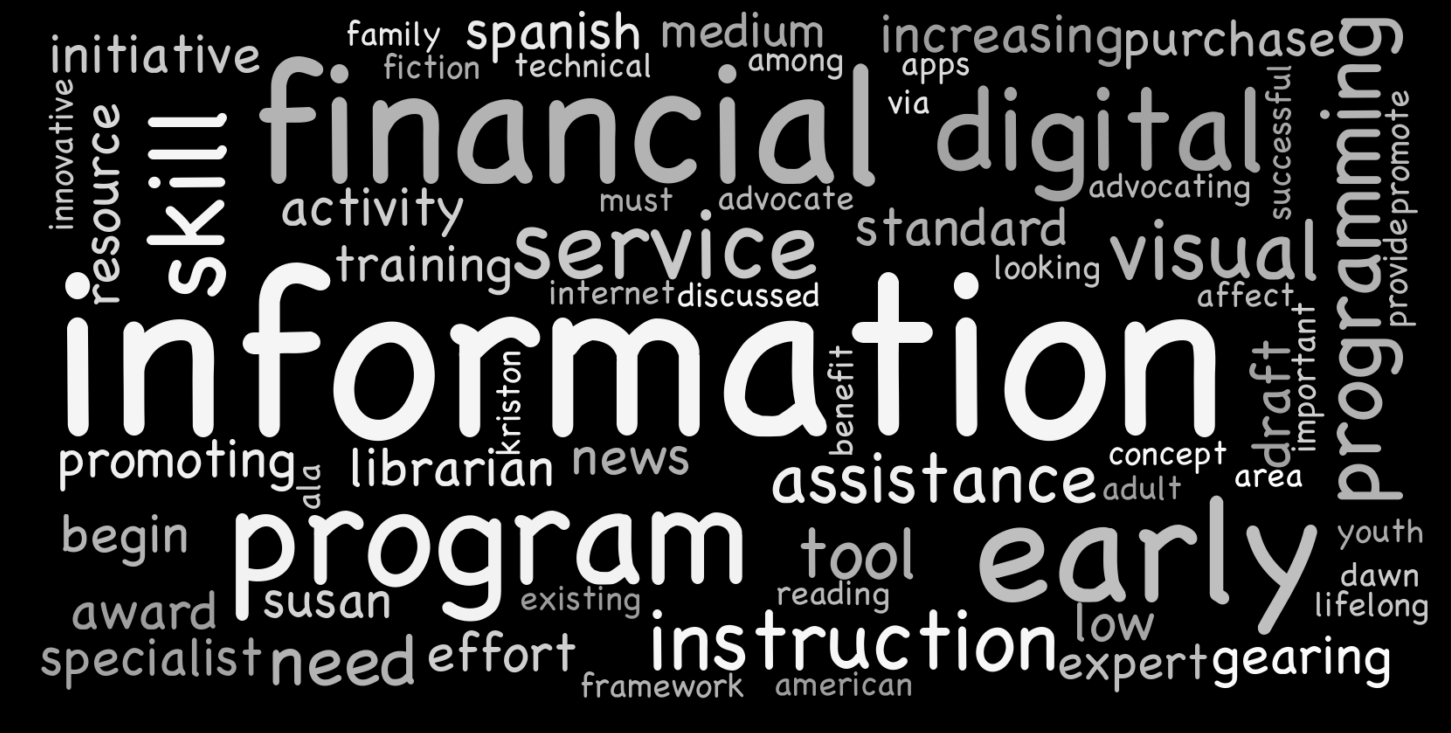 family
spanish
medium
increasing
purchase
initiative
fiction
technical
among
apps
programming
innovative
resource
skill
financial
via
digital
successful
promote
activity
must
advocate
advocating
standard
visual
provide
training
service
looking
internet
discussed
affect
information
kriston
benefit
draft
important
promoting
ala
librarian
news
assistance
concept
adult
area
begin
program
tool
early
youth
award
susan
existing
reading
dawn
lifelong
low
specialist
need
effort
instruction
expert
gearing
framework
american